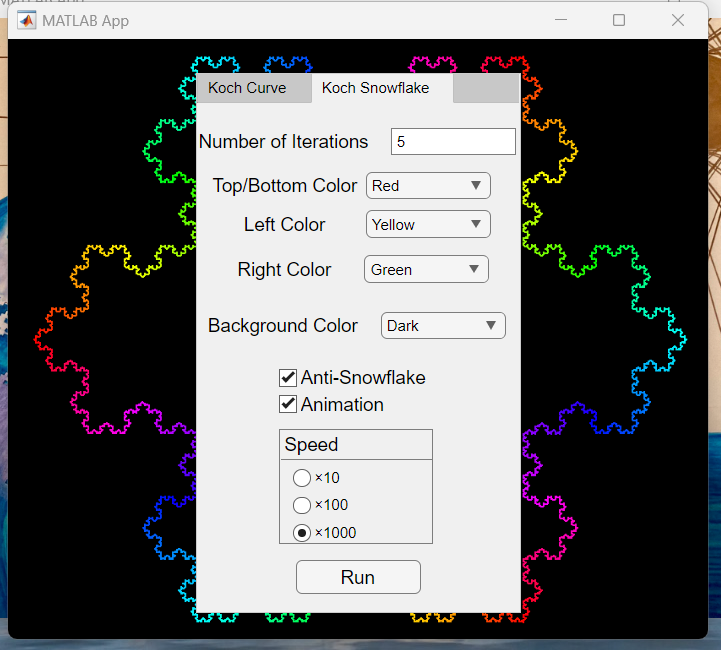 MATLAB App
Koch Curve Koch Snowflake
Number of Iterations 5
Top/Bottom Color Red
Left Color Yellow
Right Color Green
Background Color Dark
Anti-Snowflake
Animation
Speed
×10
×100
×1000
Run